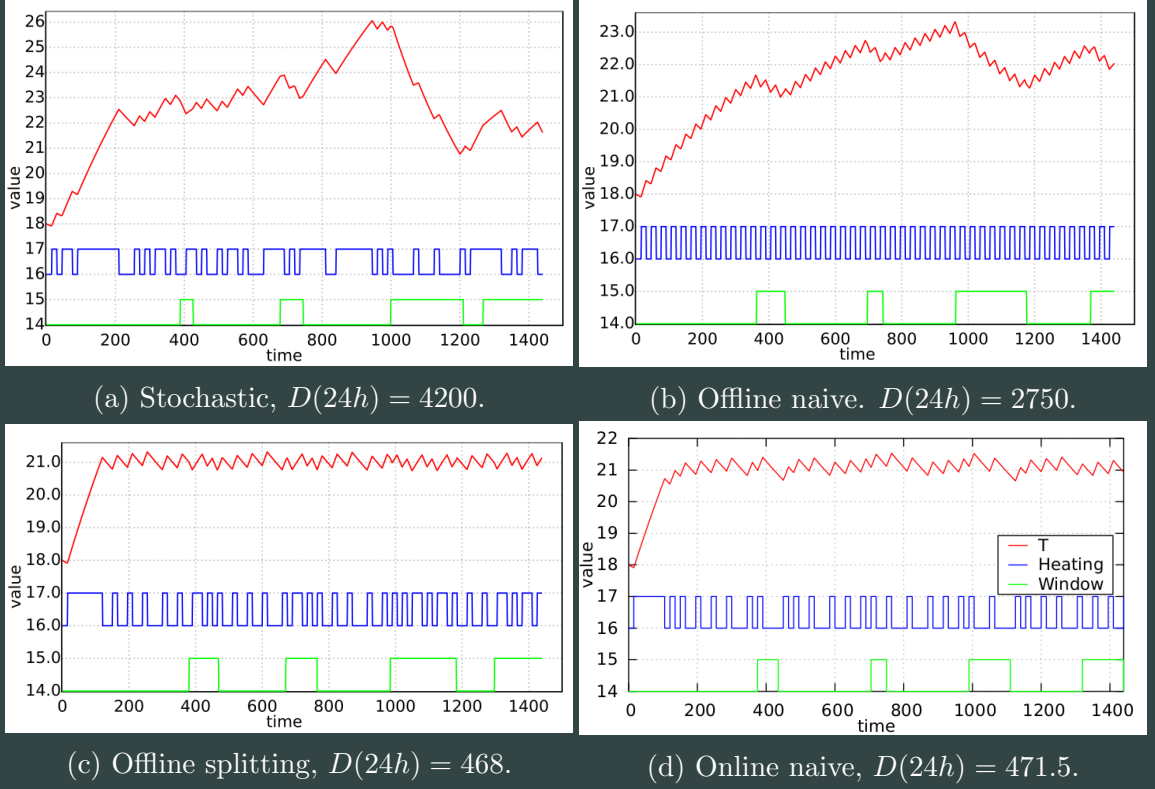 26
25
24
23
22
21
20
19
18
17
16
15
14
value
0 200 400 600 800 1000 1200 1400
time
(a) Stochastic, D(24h) = 4200.
23.0
22.0
21.0
20.0
19.0
18.0
17.0
16.0
15.0
14.0
value
0 200 400 600 800 1000 1200 1400
time
(b) Offline naive. D(24h) = 2750.
21.0
20.0
19.0
18.0
17.0
16.0
15.0
14.0
value
0 200 400 600 800 1000 1200 1400
time
(c) Offline splitting, D(24h) = 468.
22
21
20
19
18
17
16
15
14
value
T
Heating
Window
0 200 400 600 800 1000 1200 1400
time
(d) Online naive, D(24h) = 471.5.